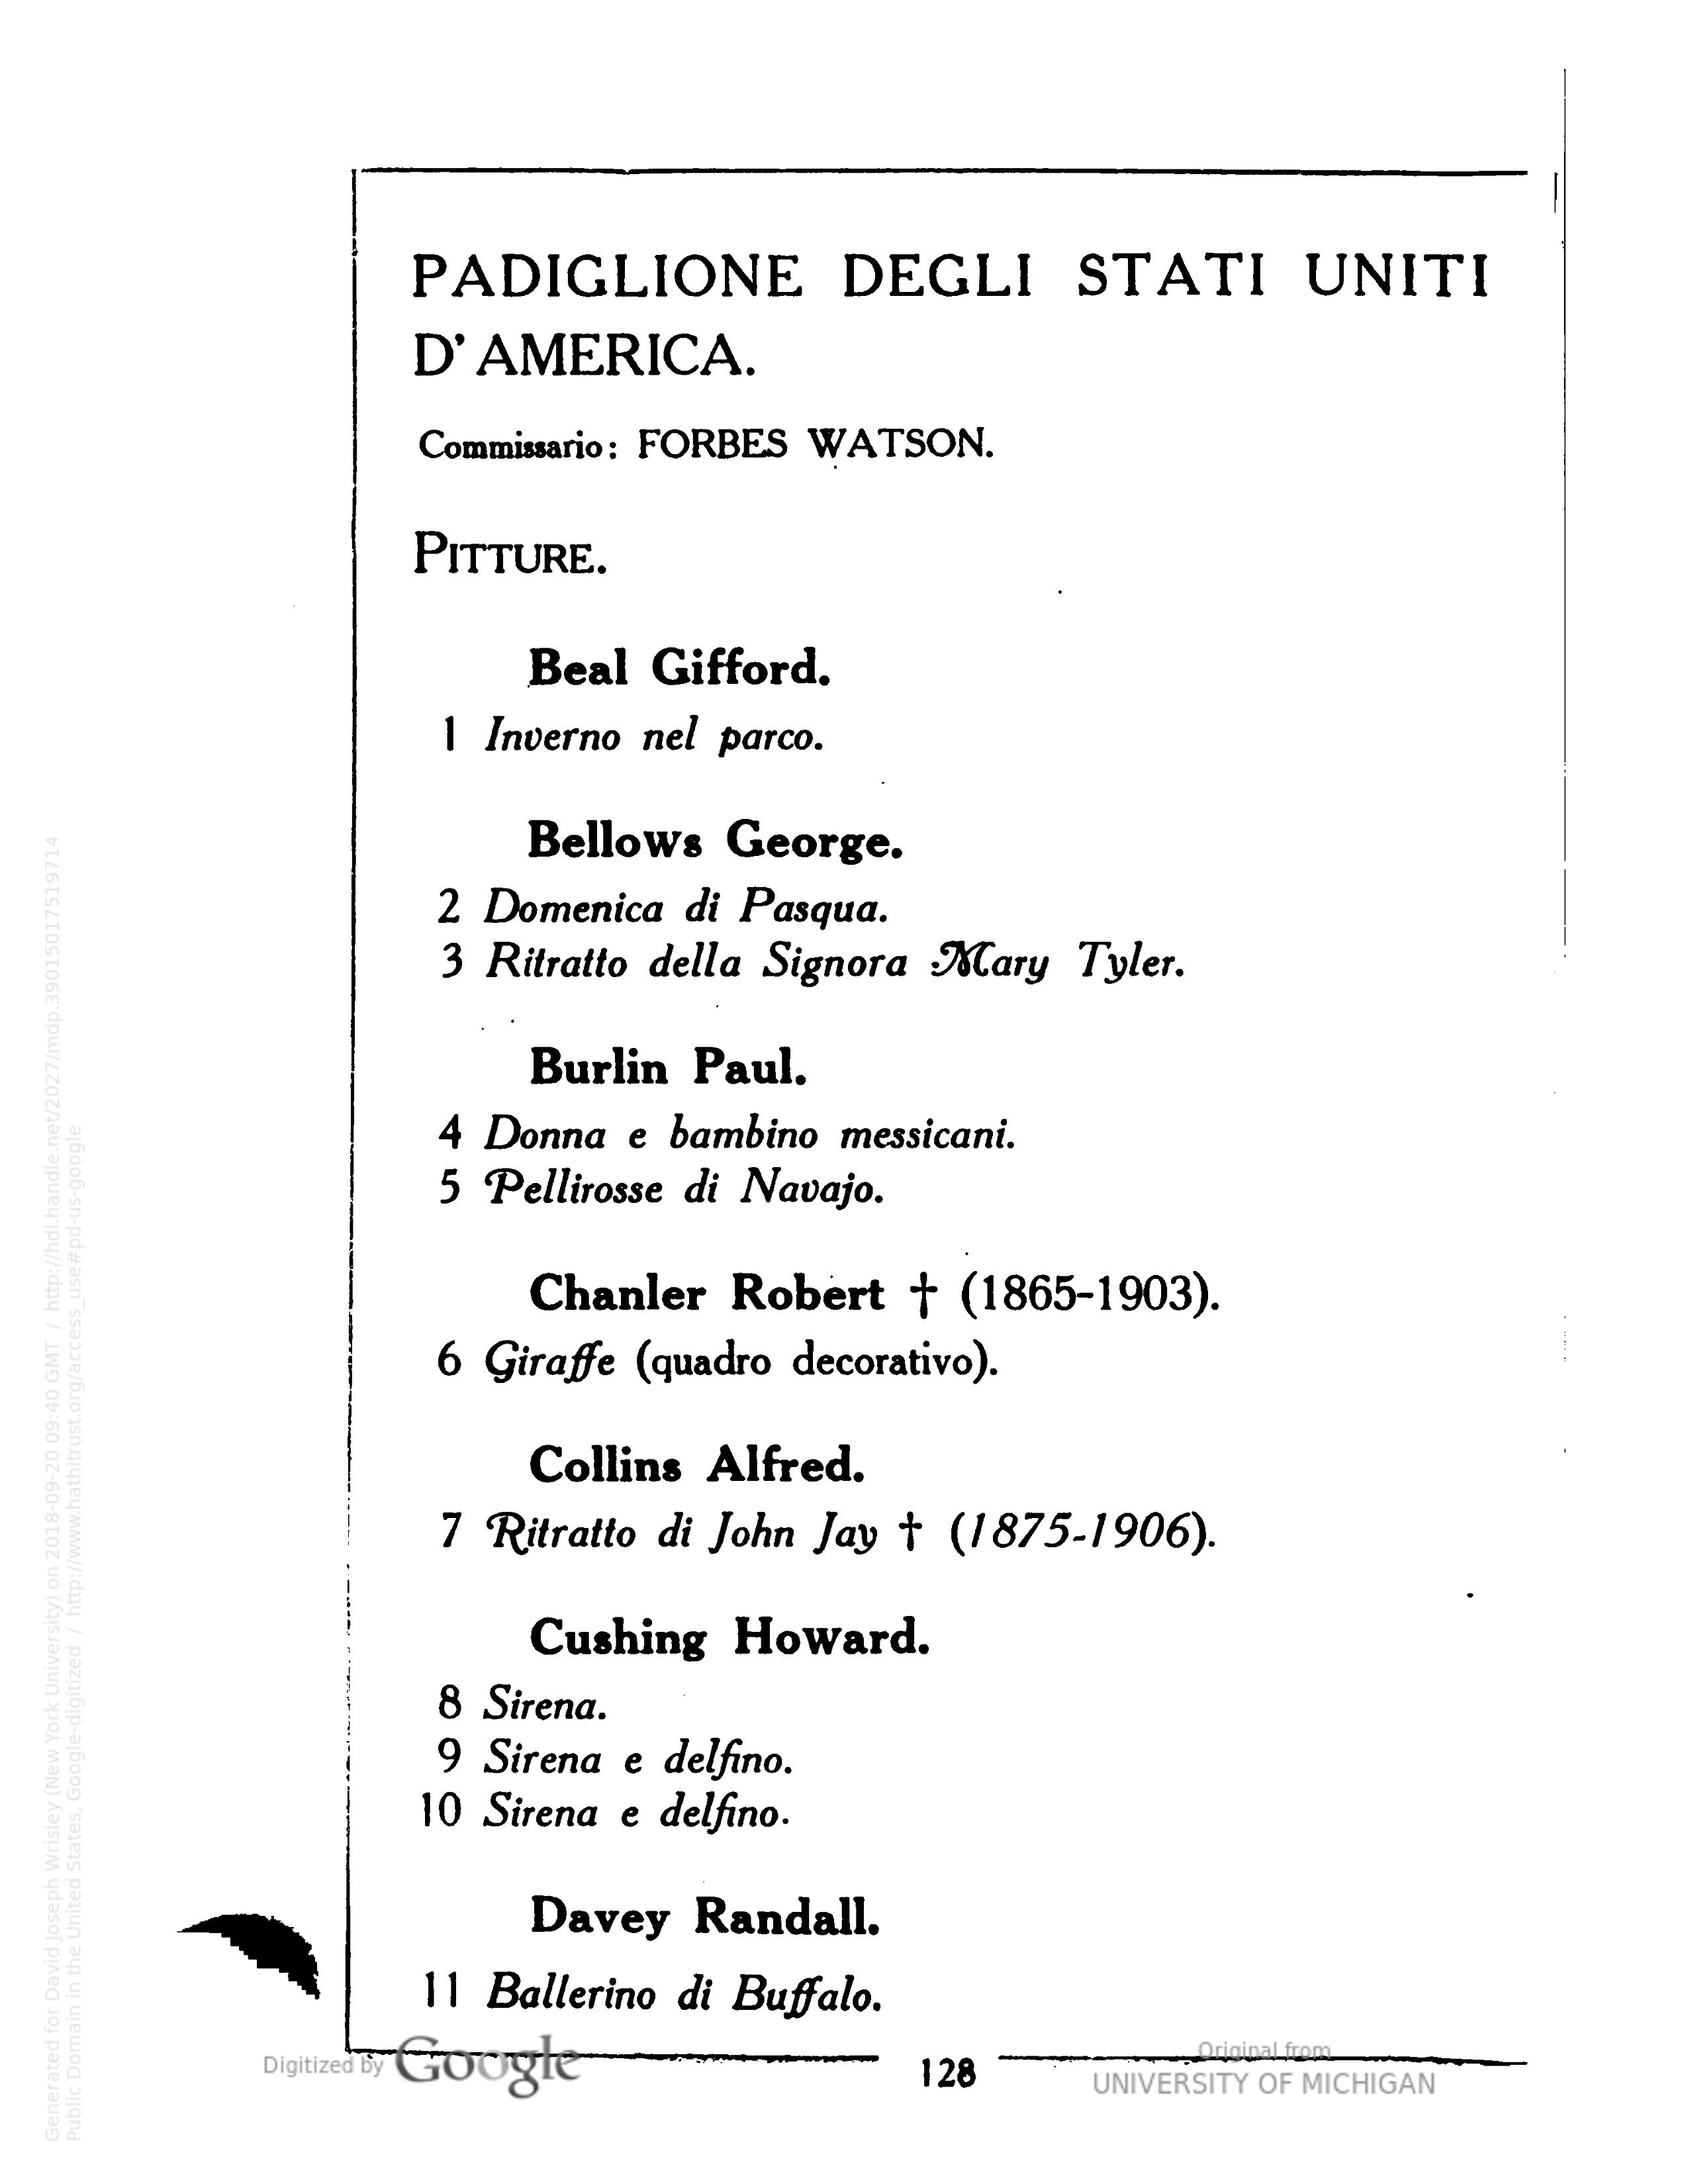 PADIGLIONE DEGLI STATI UNITI
D' AMERICA.
Commissario: FORBES WATSON.
PITTURE.
Beal Gifford.
1 Inverno nel parco.
Bellows George.
2 Domenica di Pasqua.
3 Ritratto della Signora Mary Tyler.
Burlin Paul.
4 Donna e bambino messicani.
5 Pellirosse di Navajo.
Chanler Robert † (1865-1903).
6 Giraffe (quadro decorativo).
Collins Alfred.
7 Ritratto di John Jay † (1875-1906).
Cushing Howard.
8 Sirena.
9 Sirena e delfino.
10 Sirena e delfino.
Davey Randall.
11 Ballerino di Buffalo.
128
Digitized by Google
Original from
UNIVERSITY OF MICHIGAN
Generated for David Joseph Wrisley (New York University) on 2018-09-20 09:40 GMT / http://hdl.handle.net/2027/mdp.39015017519714
Public Domain in the United States, Google-digitized / http://www.hathitrust.org/access_use#pd-us-google